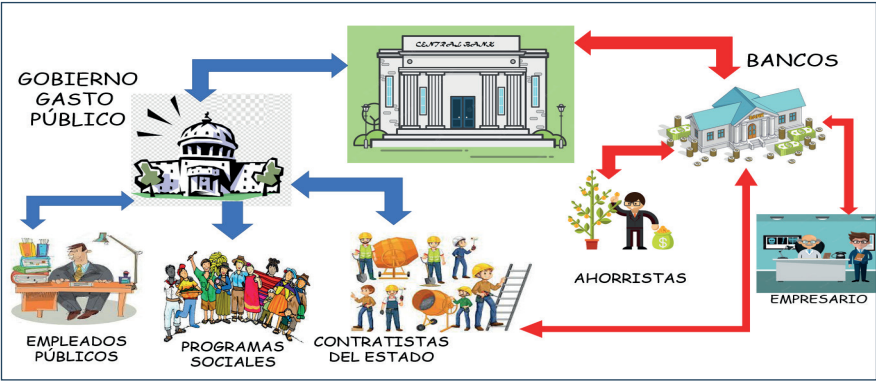 CENTRAL BANK
GOBIERNO
GASTO
PÚBLICO
BANCOS
AHORRISTAS
EMPRESARIO
EMPLEADOS
PÚBLICOS
PROGRAMAS
SOCIALES
CONTRATISTAS
DEL ESTADO